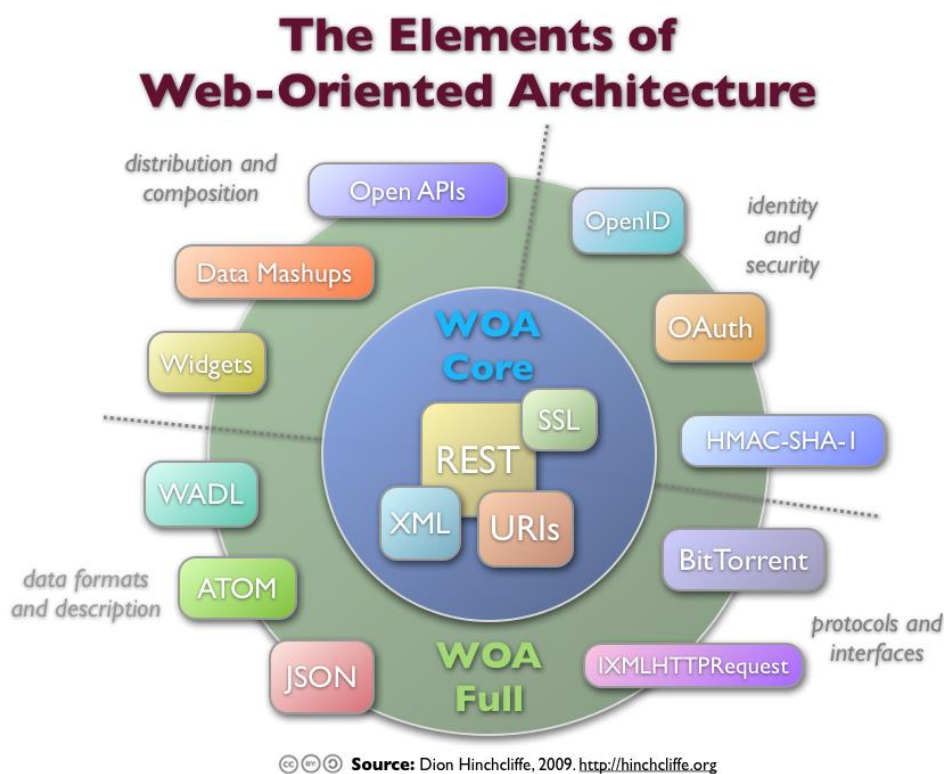 The Elements of
Web-Oriented Architecture
distribution and
composition
Open APIs
OpenID
identity
and
security
Data Mashups
OAuth
Widgets
WOA
Core
SSL
REST
HMAC-SHA-1
XML
URIs
WADL
BitTorrent
data formats
and description
ATOM
protocols and
interfaces
JSON
WOA
Full
IXMLHTTPRequest
cc BY: Source: Dion Hinchcliffe, 2009. http://hinchcliffe.org